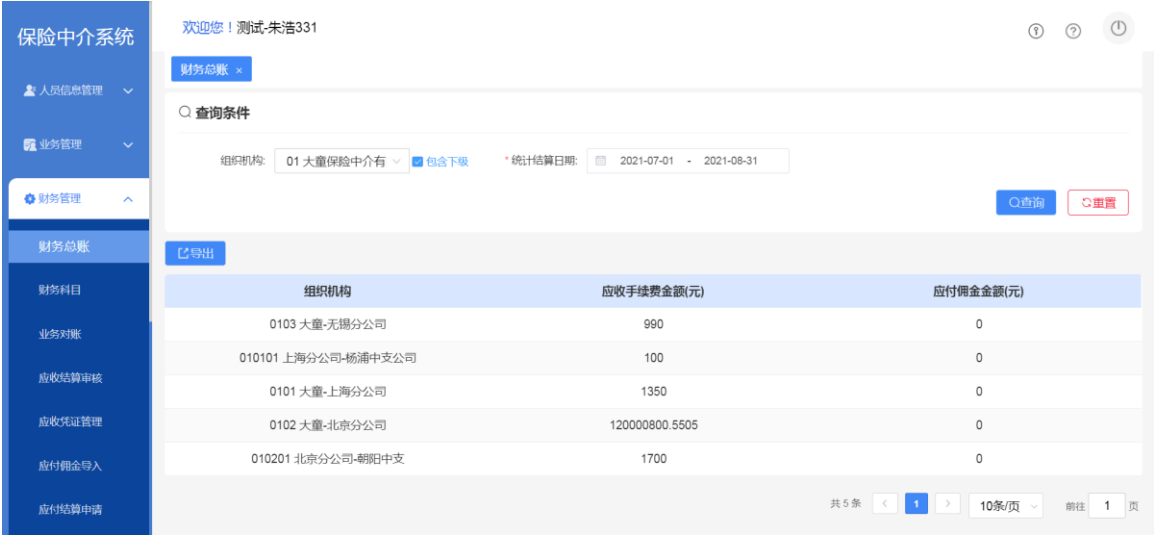 保险中介系统
欢迎您！测试-朱浩331
人员信息管理
业务管理
财务管理
财务总账
财务科目
业务对账
应收结算审核
应收凭证管理
应付佣金导入
应付结算申请
财务总账 ×
查询条件
组织机构: 01 大童保险中介有 包含下级 * 统计结算日期: 2021-07-01 - 2021-08-31
查询 重置
导出
组织机构 应收手续费金额(元) 应付佣金金额(元)
0103 大童-无锡分公司 990 0
010101 上海分公司-杨浦中支公司 100 0
0101 大童-上海分公司 1350 0
0102 大童-北京分公司 120000800.5505 0
010201 北京分公司-朝阳中支 1700 0
共 5 条 < 1 > 10条/页 前往 1 页